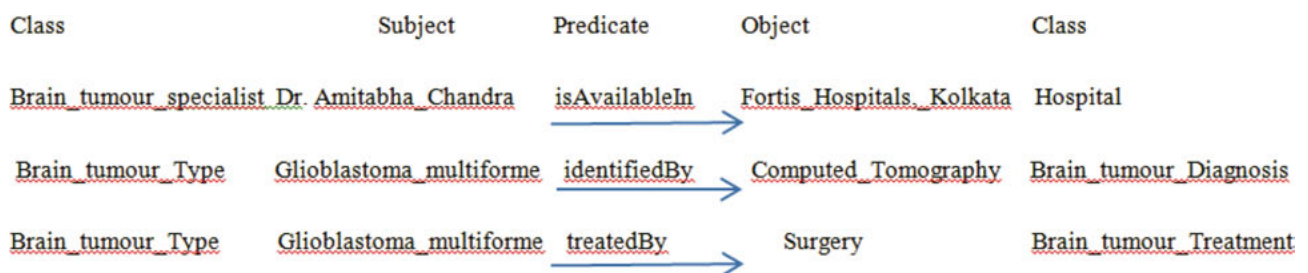 Class Subject Predicate Object Class
Brain_tumour_specialist Dr. Amitabha_Chandra isAvailableIn Fortis_Hospitals,_Kolkata Hospital
Brain_tumour_Type Glioblastoma_multiforme identifiedBy Computed_Tomography Brain_tumour_Diagnosis
Brain_tumour_Type Glioblastoma_multiforme treatedBy Surgery Brain_tumour_Treatment